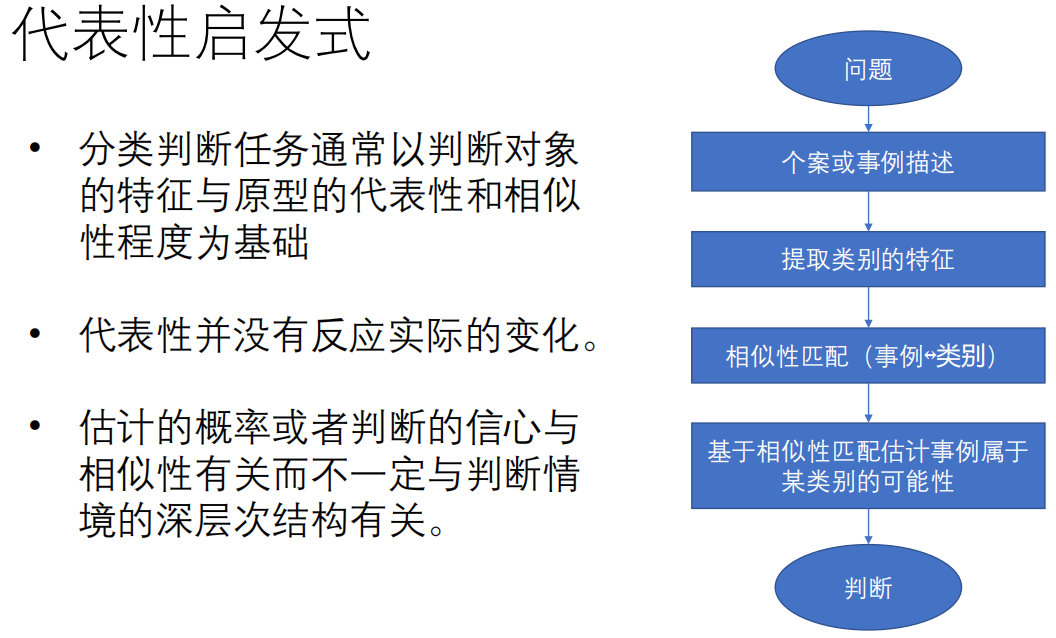 代表性启发式
• 分类判断任务通常以判断对象
的特征与原型的代表性和相似
性程度为基础
• 代表性并没有反应实际的变化。
• 估计的概率或者判断的信心与
相似性有关而不一定与判断情
境的深层次结构有关。
问题
个案或事例描述
提取类别的特征
相似性匹配（事例↔类别）
基于相似性匹配估计事例属于
某类别的可能性
判断